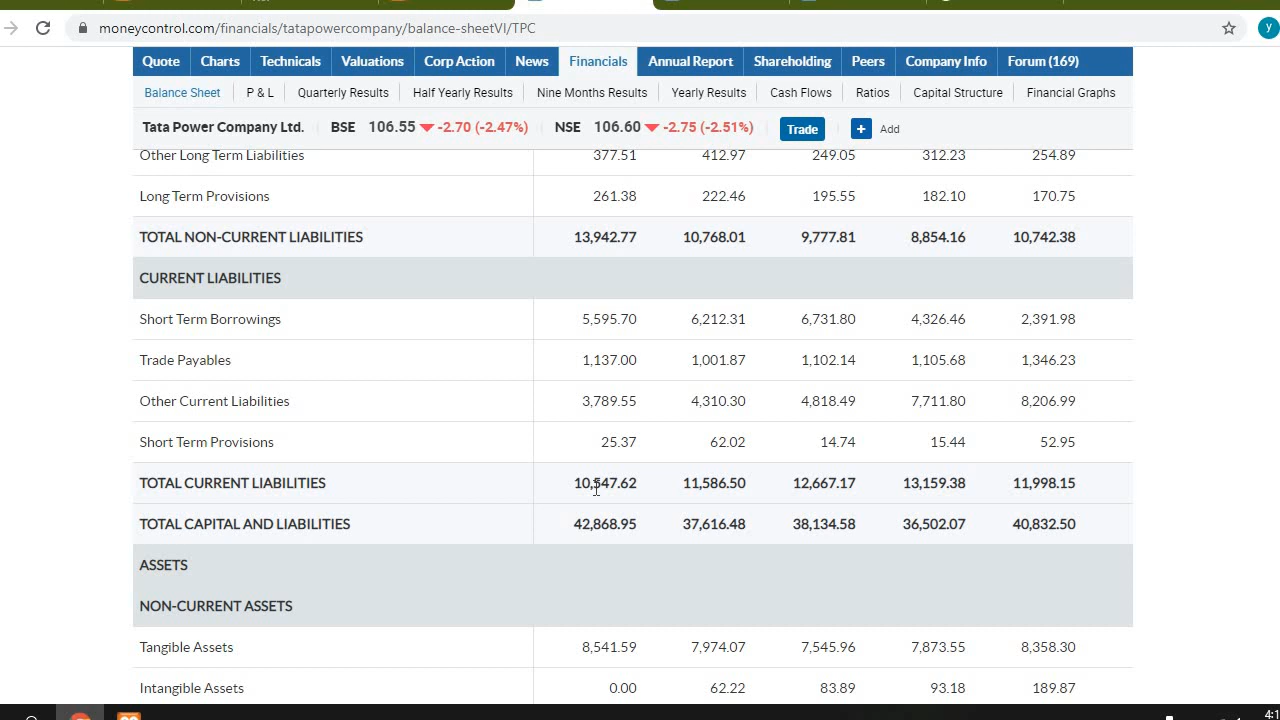 moneycontrol.com/financials/tatapowercompany/balance-sheetVI/TPC
y
Quote Charts Technicals Valuations Corp Action News Financials Annual Report Shareholding Peers Company Info Forum (169)
Balance Sheet P & L Quarterly Results Half Yearly Results Nine Months Results Yearly Results Cash Flows Ratios Capital Structure Financial Graphs
Tata Power Company Ltd. BSE 106.55 -2.70 (-2.47%) NSE 106.60 -2.75 (-2.51%) Trade + Add
Other Long Term Liabilities 377.51 412.97 249.05 312.23 254.89
Long Term Provisions 261.38 222.46 195.55 182.10 170.75
TOTAL NON-CURRENT LIABILITIES 13,942.77 10,768.01 9,777.81 8,854.16 10,742.38
CURRENT LIABILITIES
Short Term Borrowings 5,595.70 6,212.31 6,731.80 4,326.46 2,391.98
Trade Payables 1,137.00 1,001.87 1,102.14 1,105.68 1,346.23
Other Current Liabilities 3,789.55 4,310.30 4,818.49 7,711.80 8,206.99
Short Term Provisions 25.37 62.02 14.74 15.44 52.95
TOTAL CURRENT LIABILITIES 10,547.62 11,586.50 12,667.17 13,159.38 11,998.15
TOTAL CAPITAL AND LIABILITIES 42,868.95 37,616.48 38,134.58 36,502.07 40,832.50
ASSETS
NON-CURRENT ASSETS
Tangible Assets 8,541.59 7,974.07 7,545.96 7,873.55 8,358.30
Intangible Assets 0.00 62.22 83.89 93.18 189.87